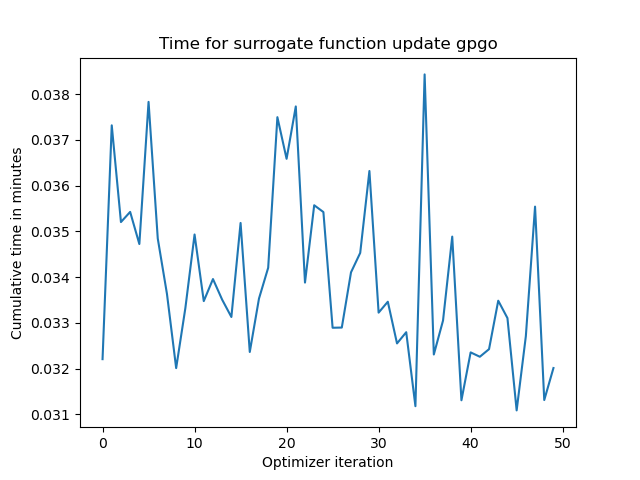 Time for surrogate function update gpgo
Cumulative time in minutes
0.038
0.037
0.036
0.035
0.034
0.033
0.032
0.031
0 10 20 30 40 50
Optimizer iteration